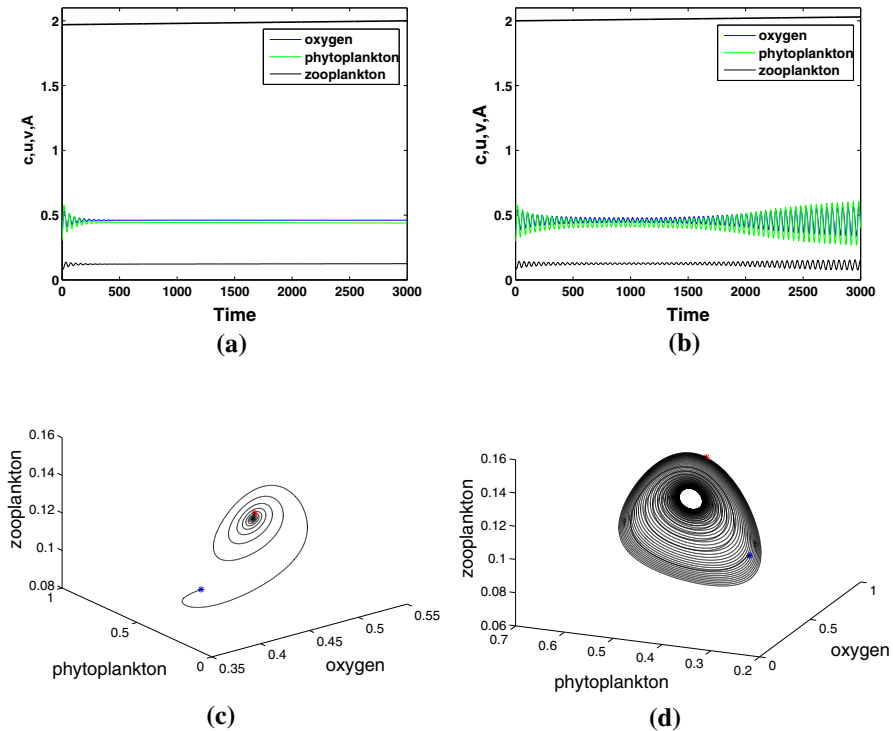 2
1.5
1
0.5
0
c,u,v,A
oxygen
phytoplankton
zooplankton
0 500 1000 1500 2000 2500 3000
Time
(a)
2
1.5
1
0.5
0
c,u,v,A
oxygen
phytoplankton
zooplankton
0 500 1000 1500 2000 2500 3000
Time
(b)
0.16
0.14
0.12
0.1
0.08
zooplankton
1
0.5
0
phytoplankton
0.35
0.4
0.45
0.5
0.55
oxygen
(c)
0.16
0.14
0.12
0.1
0.08
0.06
zooplankton
0.7
0.6
0.5
0.4
0.3
0.2
phytoplankton
0
0.5
1
oxygen
(d)